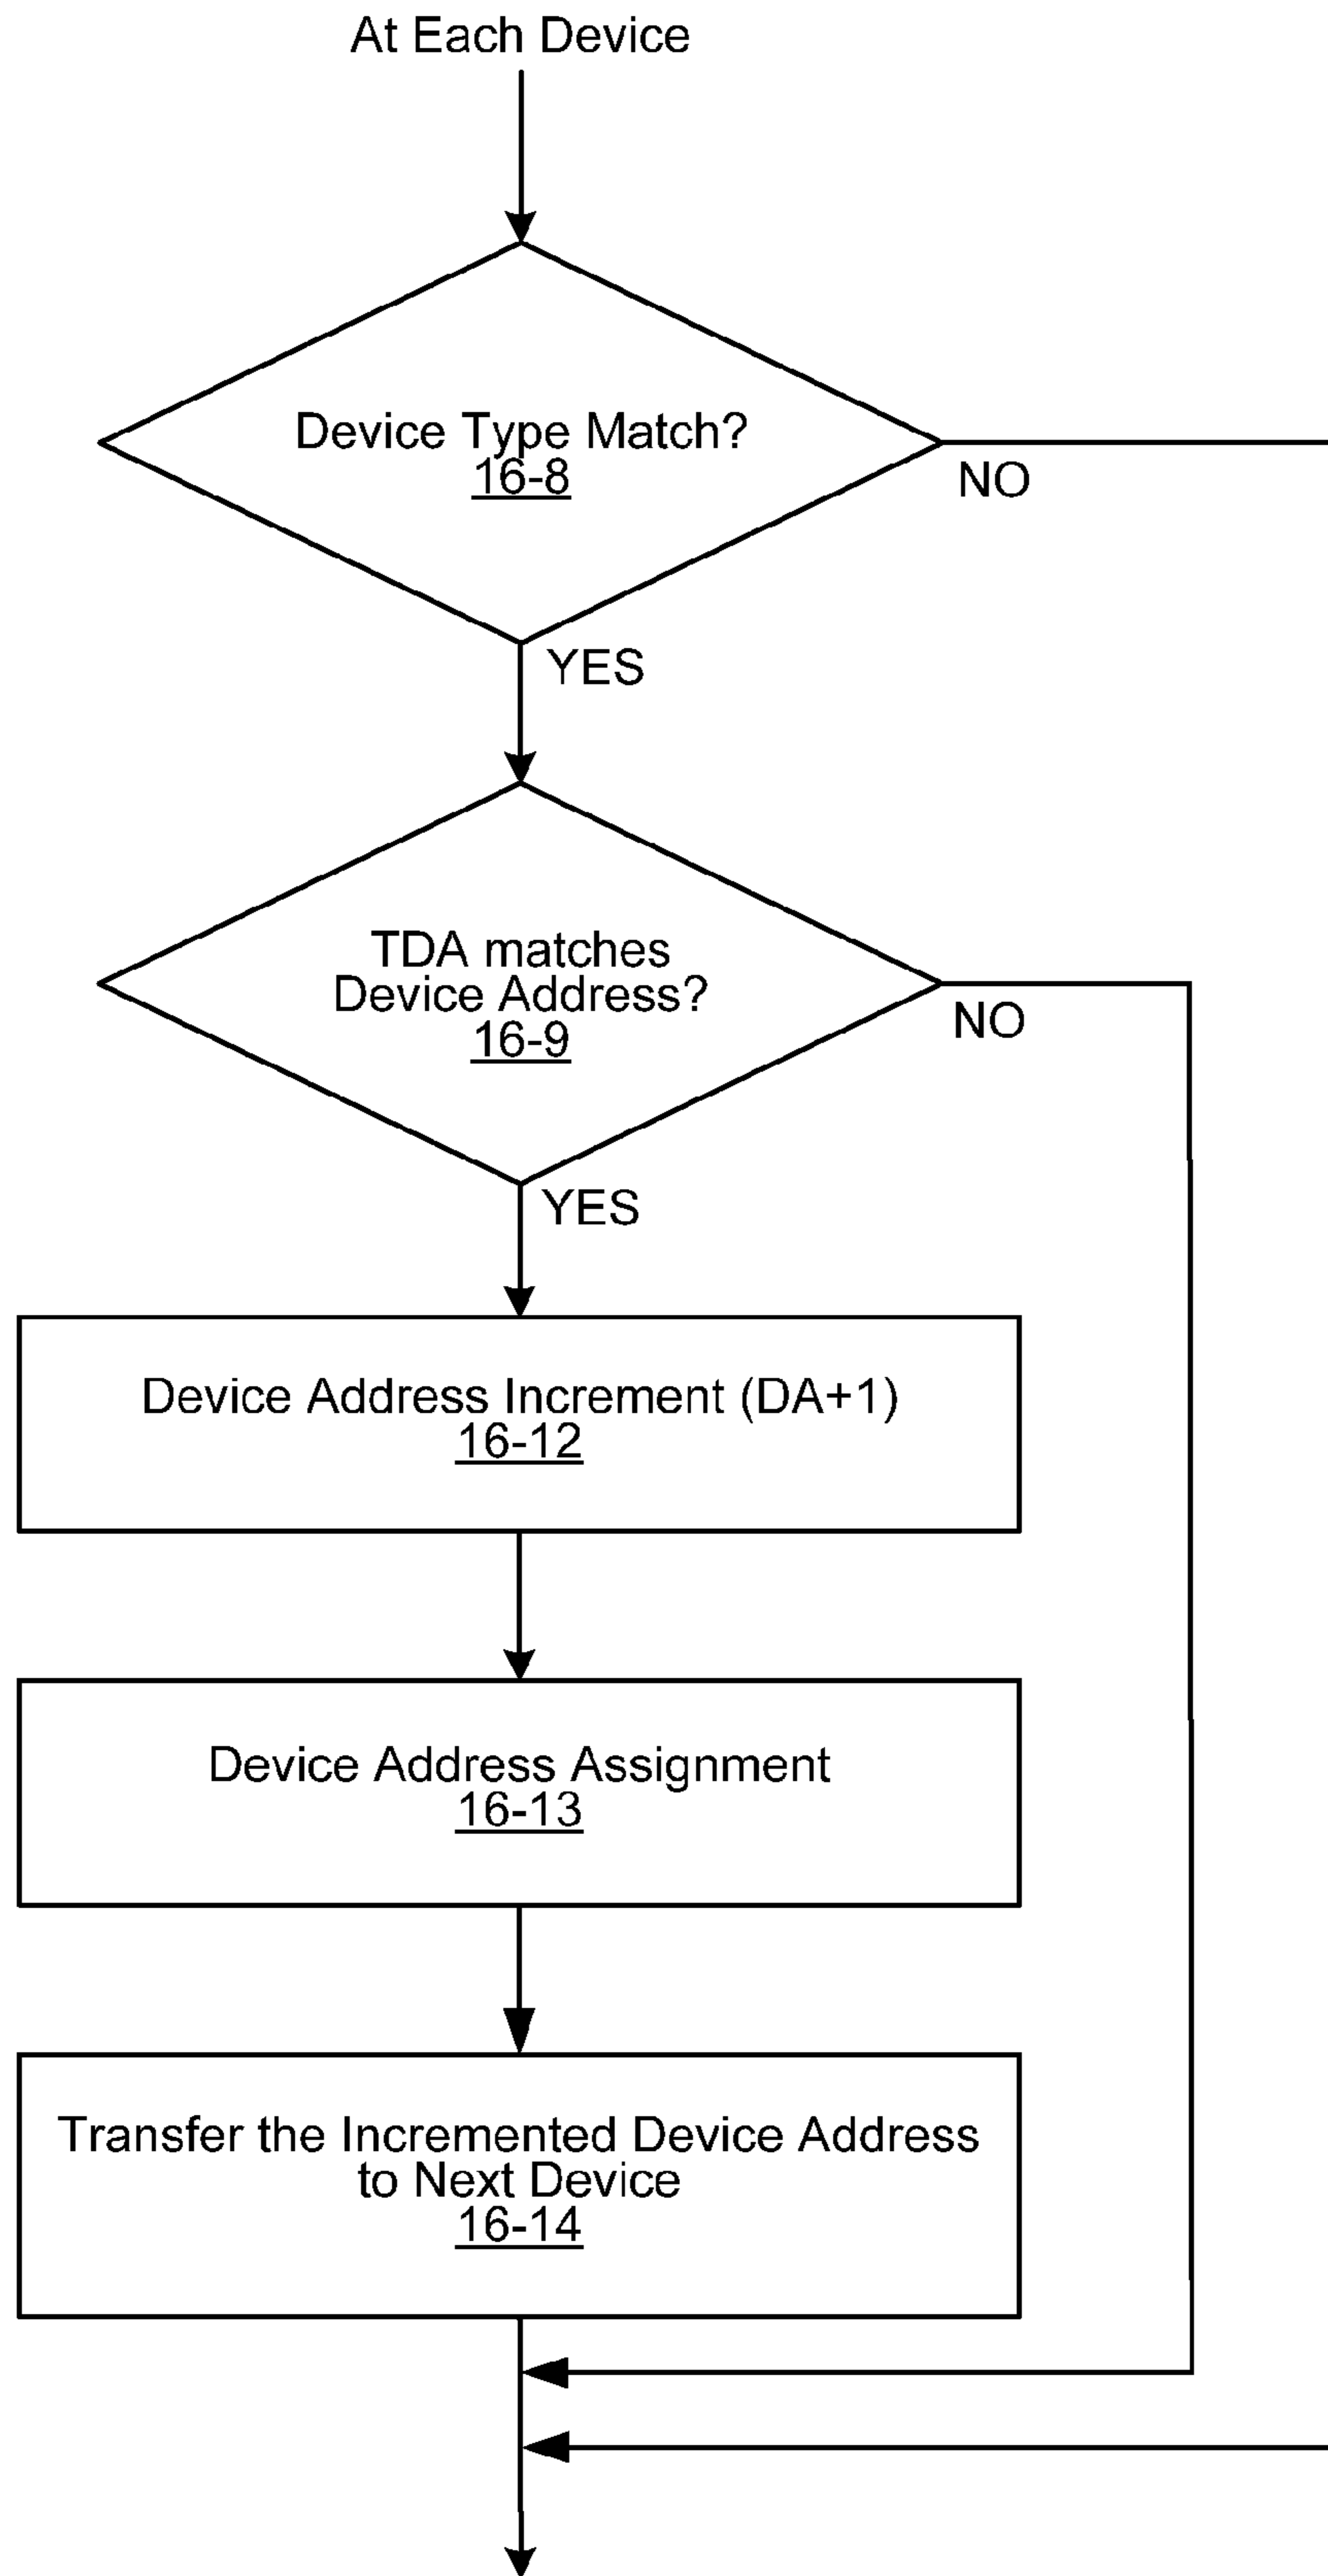 At Each Device
Device Type Match?
16-8
NO
YES
TDA matches
Device Address?
16-9
NO
YES
Device Address Increment (DA+1)
16-12
Device Address Assignment
16-13
Transfer the Incremented Device Address
to Next Device
16-14